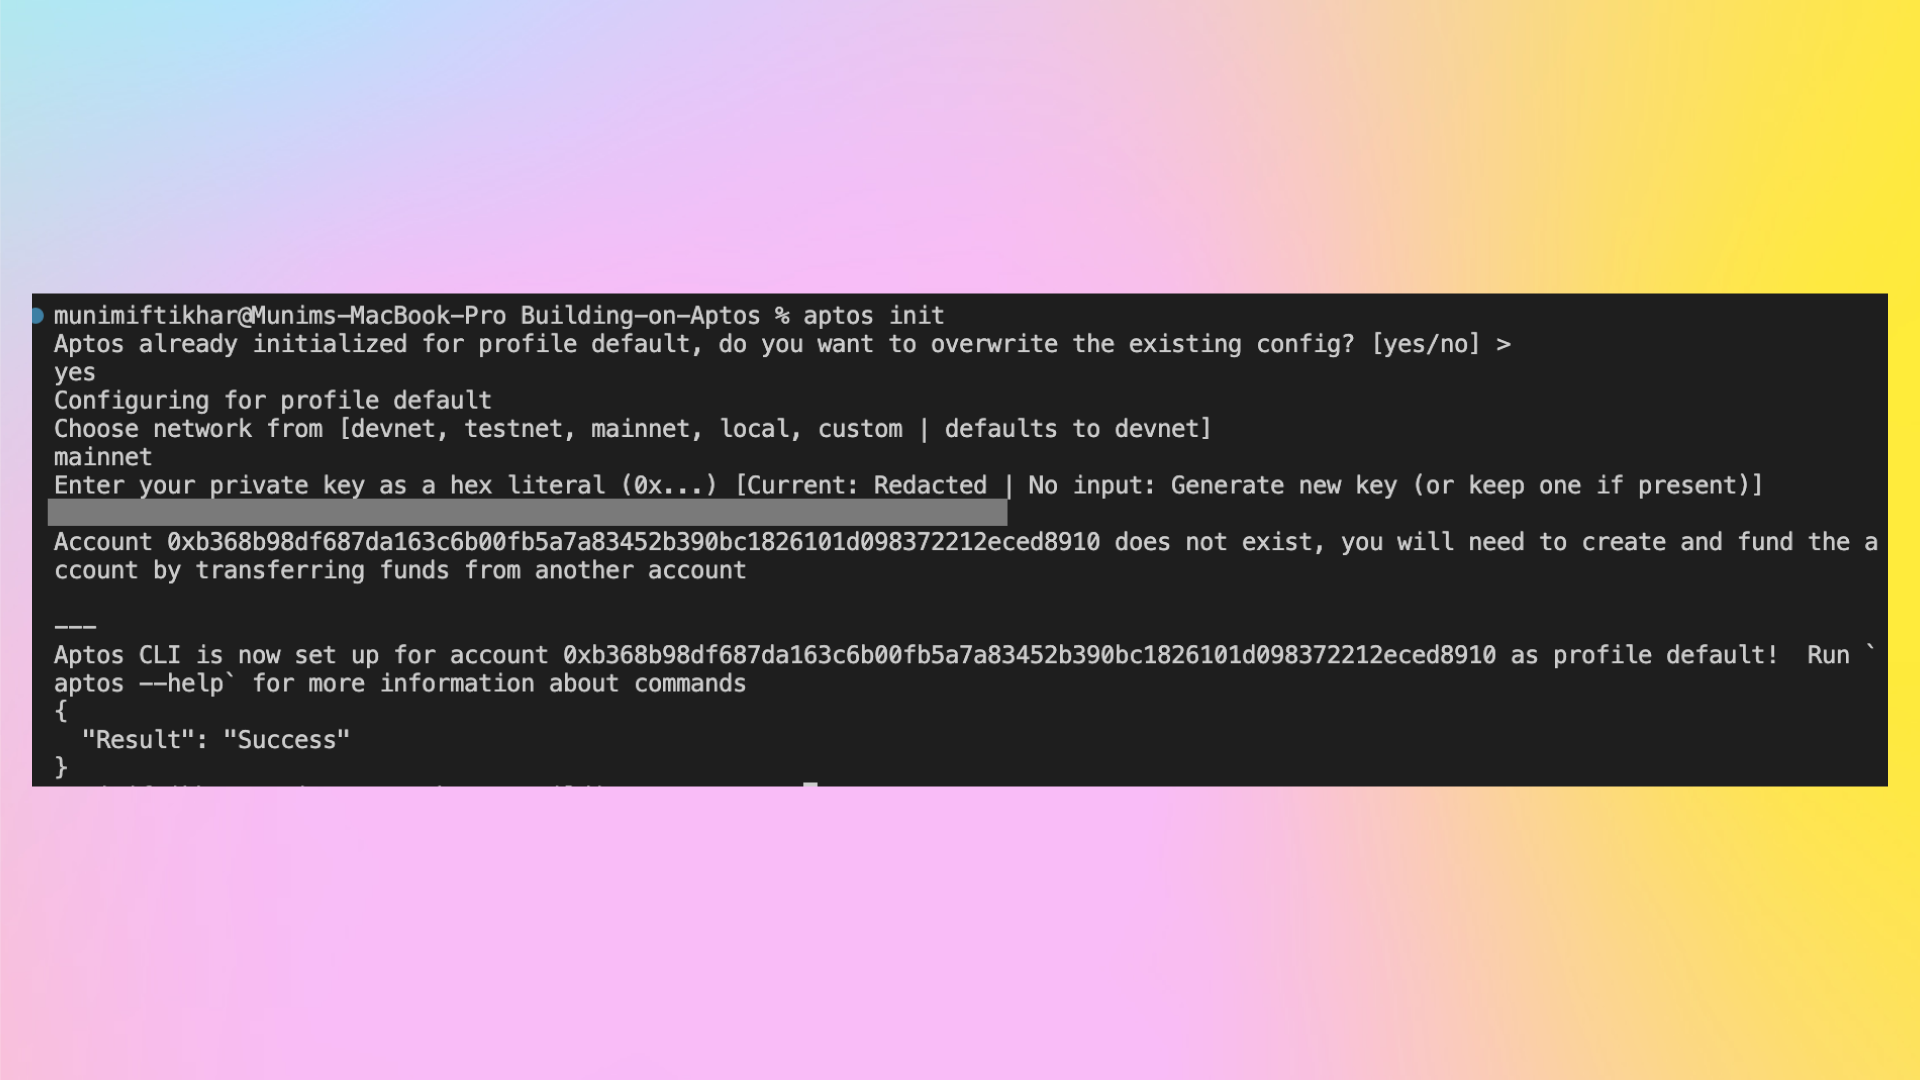 munimiftikhar@Munims-MacBook-Pro Building-on-Aptos % aptos init
Aptos already initialized for profile default, do you want to overwrite the existing config? [yes/no] >
yes
Configuring for profile default
Choose network from [devnet, testnet, mainnet, local, custom | defaults to devnet]
mainnet
Enter your private key as a hex literal (0x...) [Current: Redacted | No input: Generate new key (or keep one if present)]
Account 0xb368b98df687da163c6b00fb5a7a83452b390bc1826101d098372212eced8910 does not exist, you will need to create and fund the a
ccount by transferring funds from another account
---
Aptos CLI is now set up for account 0xb368b98df687da163c6b00fb5a7a83452b390bc1826101d098372212eced8910 as profile default!  Run `
aptos --help` for more information about commands
{
  "Result": "Success"
}